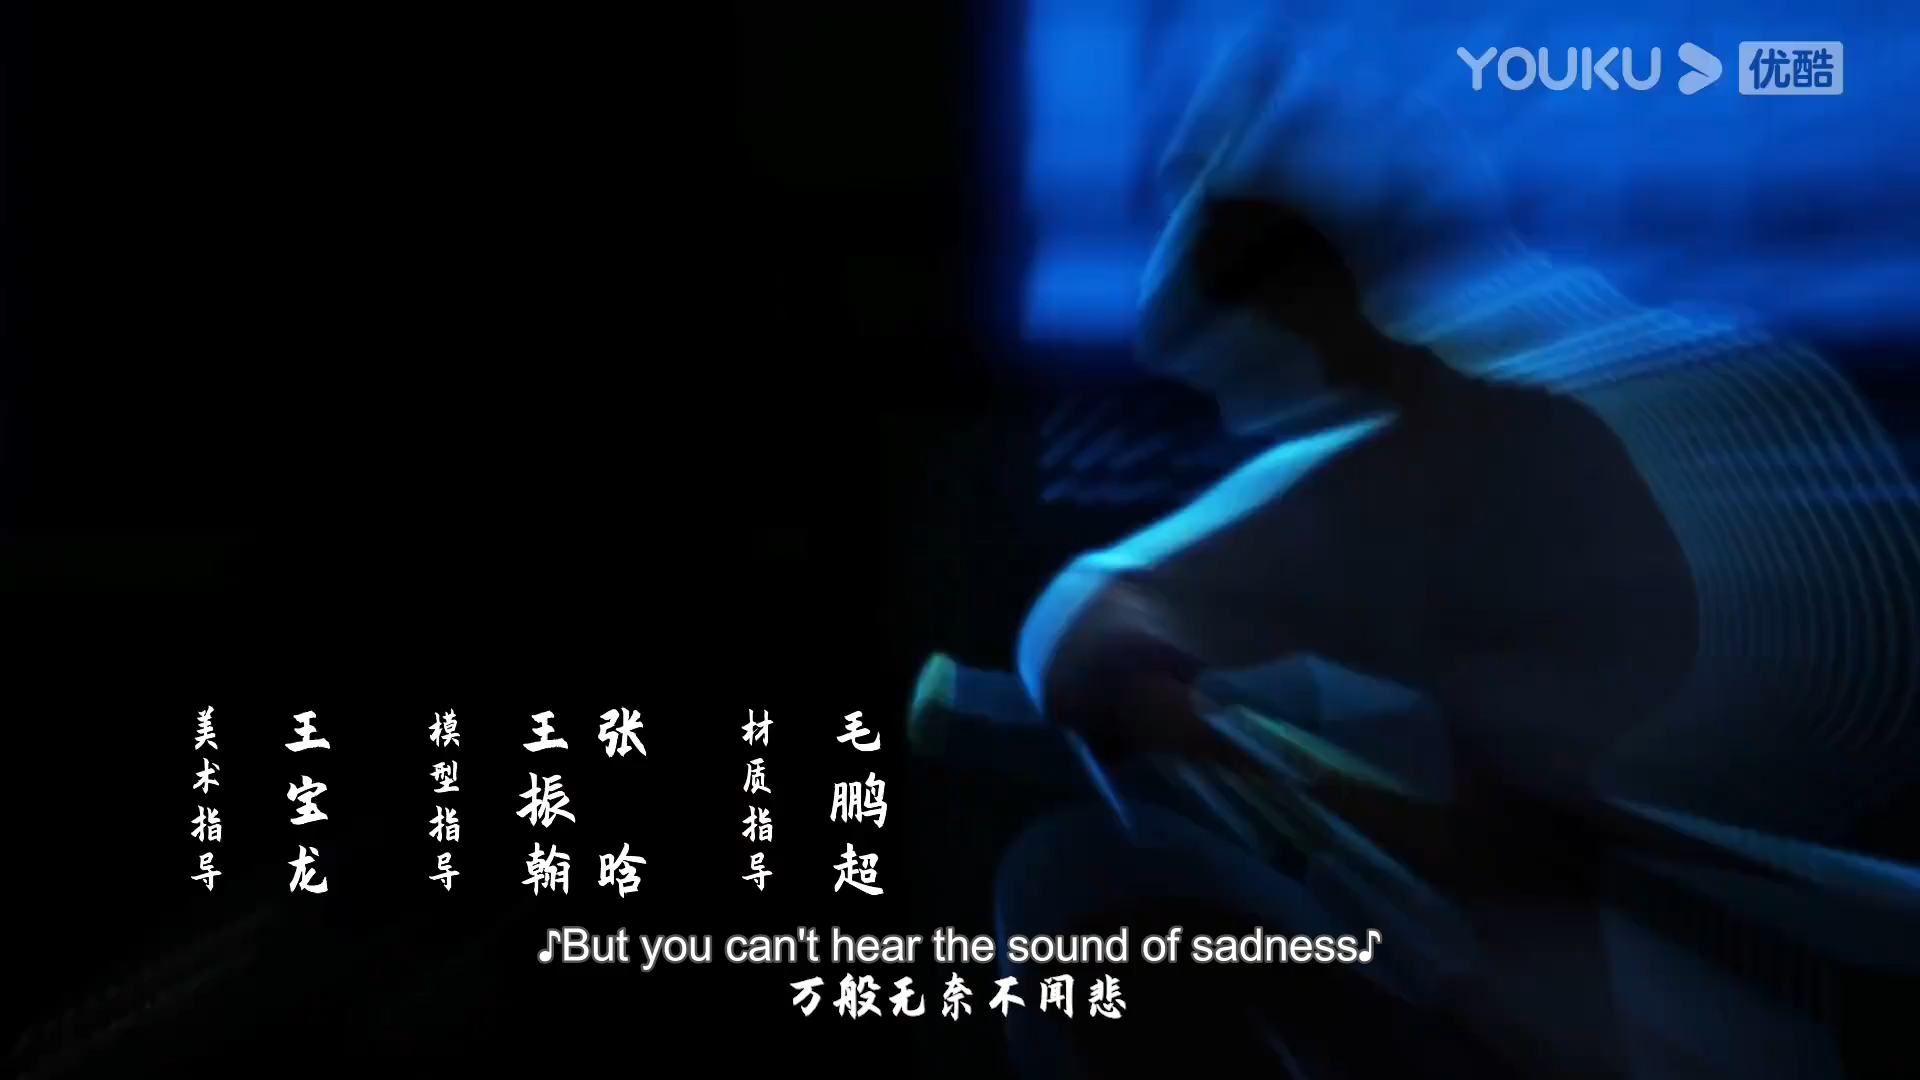 YOUKU 优酷
美术指导
王宝龙
模型指导
王振翰
张晗
材质指导
毛鹏超
♪But you can't hear the sound of sadness♪
万般无奈不闻悲